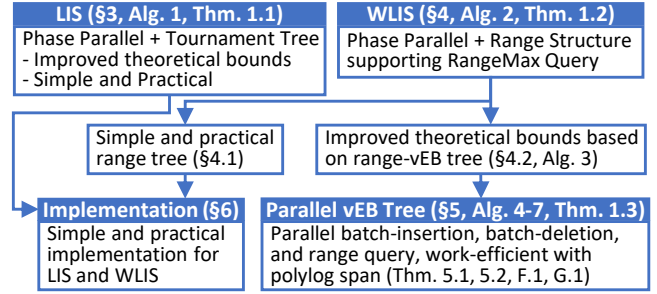 LIS (§3, Alg. 1, Thm. 1.1)
Phase Parallel + Tournament Tree
- Improved theoretical bounds
- Simple and Practical
WLIS (§4, Alg. 2, Thm. 1.2)
Phase Parallel + Range Structure
supporting RangeMax Query
Simple and practical
range tree (§4.1)
Improved theoretical bounds based
on range-vEB tree (§4.2, Alg. 3)
Implementation (§6)
Simple and practical
implementation for
LIS and WLIS
Parallel vEB Tree (§5, Alg. 4-7, Thm. 1.3)
Parallel batch-insertion, batch-deletion,
and range query, work-efficient with
polylog span (Thm. 5.1, 5.2, F.1, G.1)